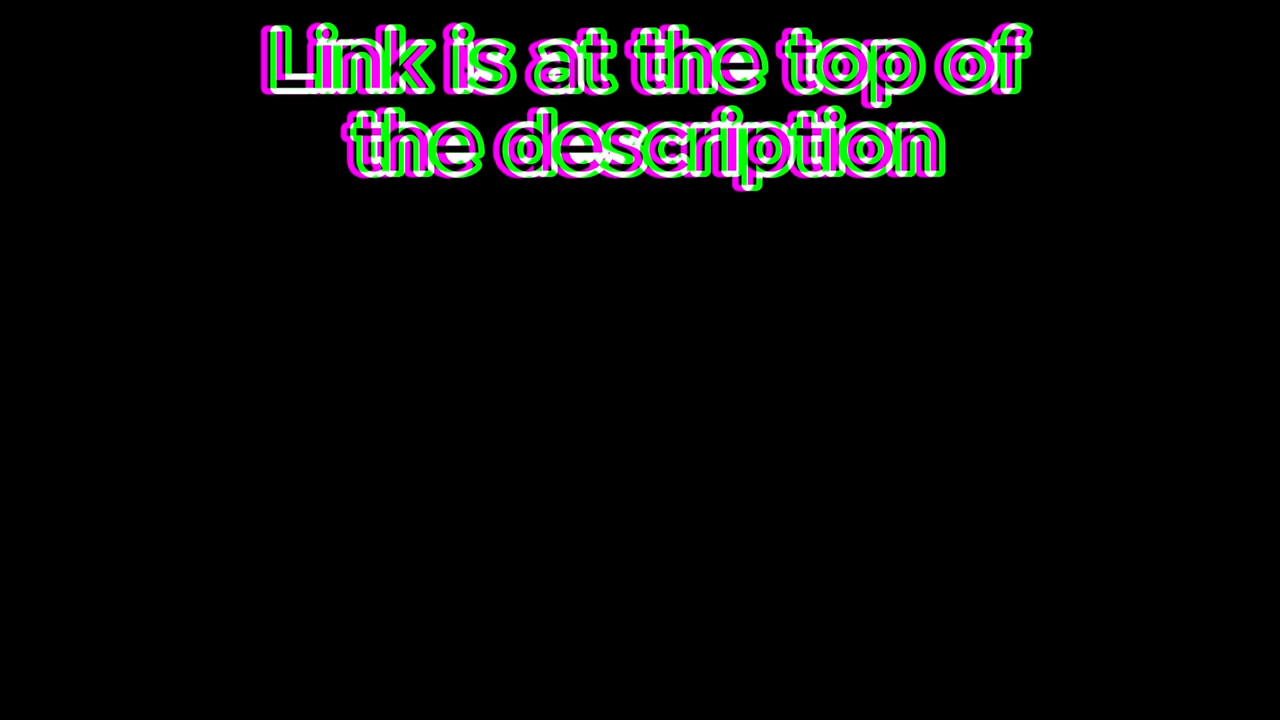 Link is at the top of
the description